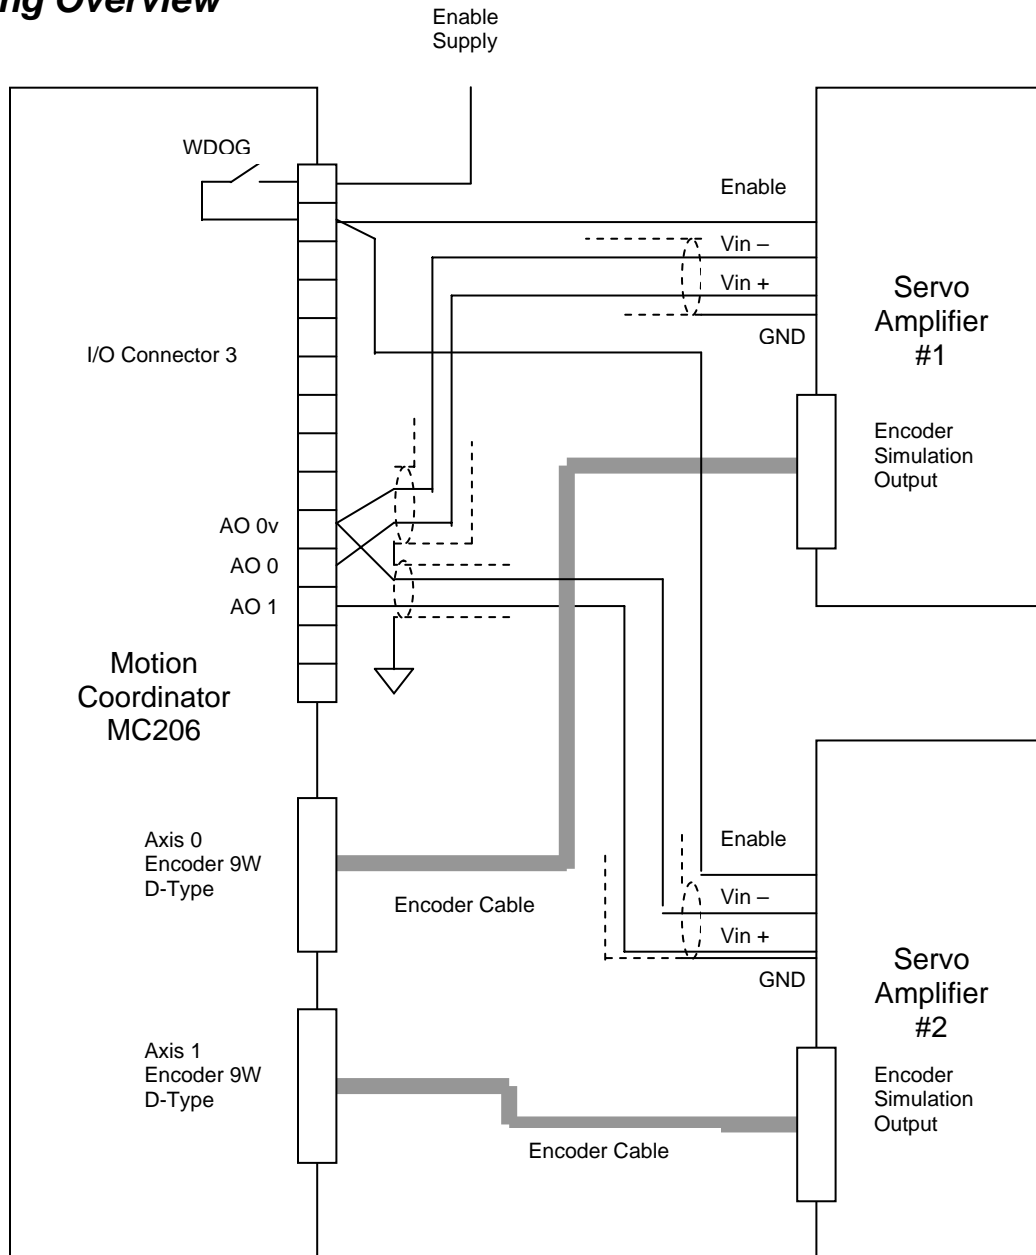 ng Overview
Enable
Supply
WDOG
Enable
Vin –
Vin +
GND
Servo
Amplifier
#1
I/O Connector 3
Encoder
Simulation
Output
AO 0v
AO 0
AO 1
Motion
Coordinator
MC206
Axis 0
Encoder 9W
D-Type
Encoder Cable
Enable
Vin –
Vin +
GND
Servo
Amplifier
#2
Axis 1
Encoder 9W
D-Type
Encoder Cable
Encoder
Simulation
Output